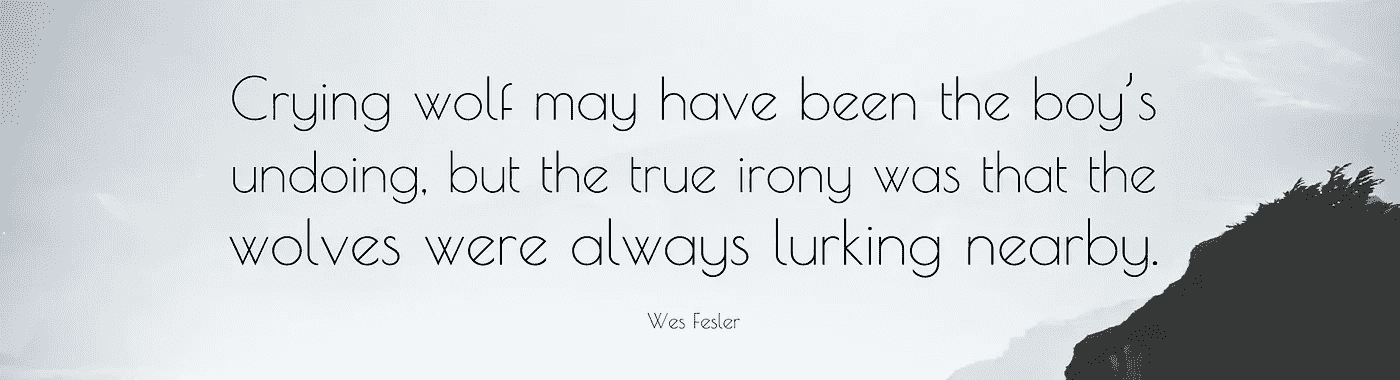 Crying wolf may have been the boy's
undoing, but the true irony was that the
wolves were always lurking nearby.
Wes Fesler